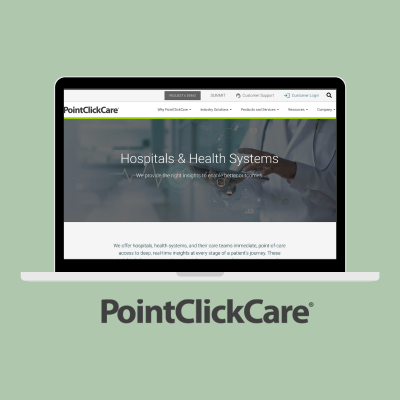 REQUEST A DEMO SUMMIT Customer Support Customer Login
PointClickCare®
Why PointClickCare Industry Solutions Products and Services Resources Company
Hospitals & Health Systems
We provide the right insights to enable better outcomes.
We offer hospitals, health systems, and their care teams immediate, point-of-care
access to deep, real-time insights at every stage of a patient's journey. These
PointClickCare®